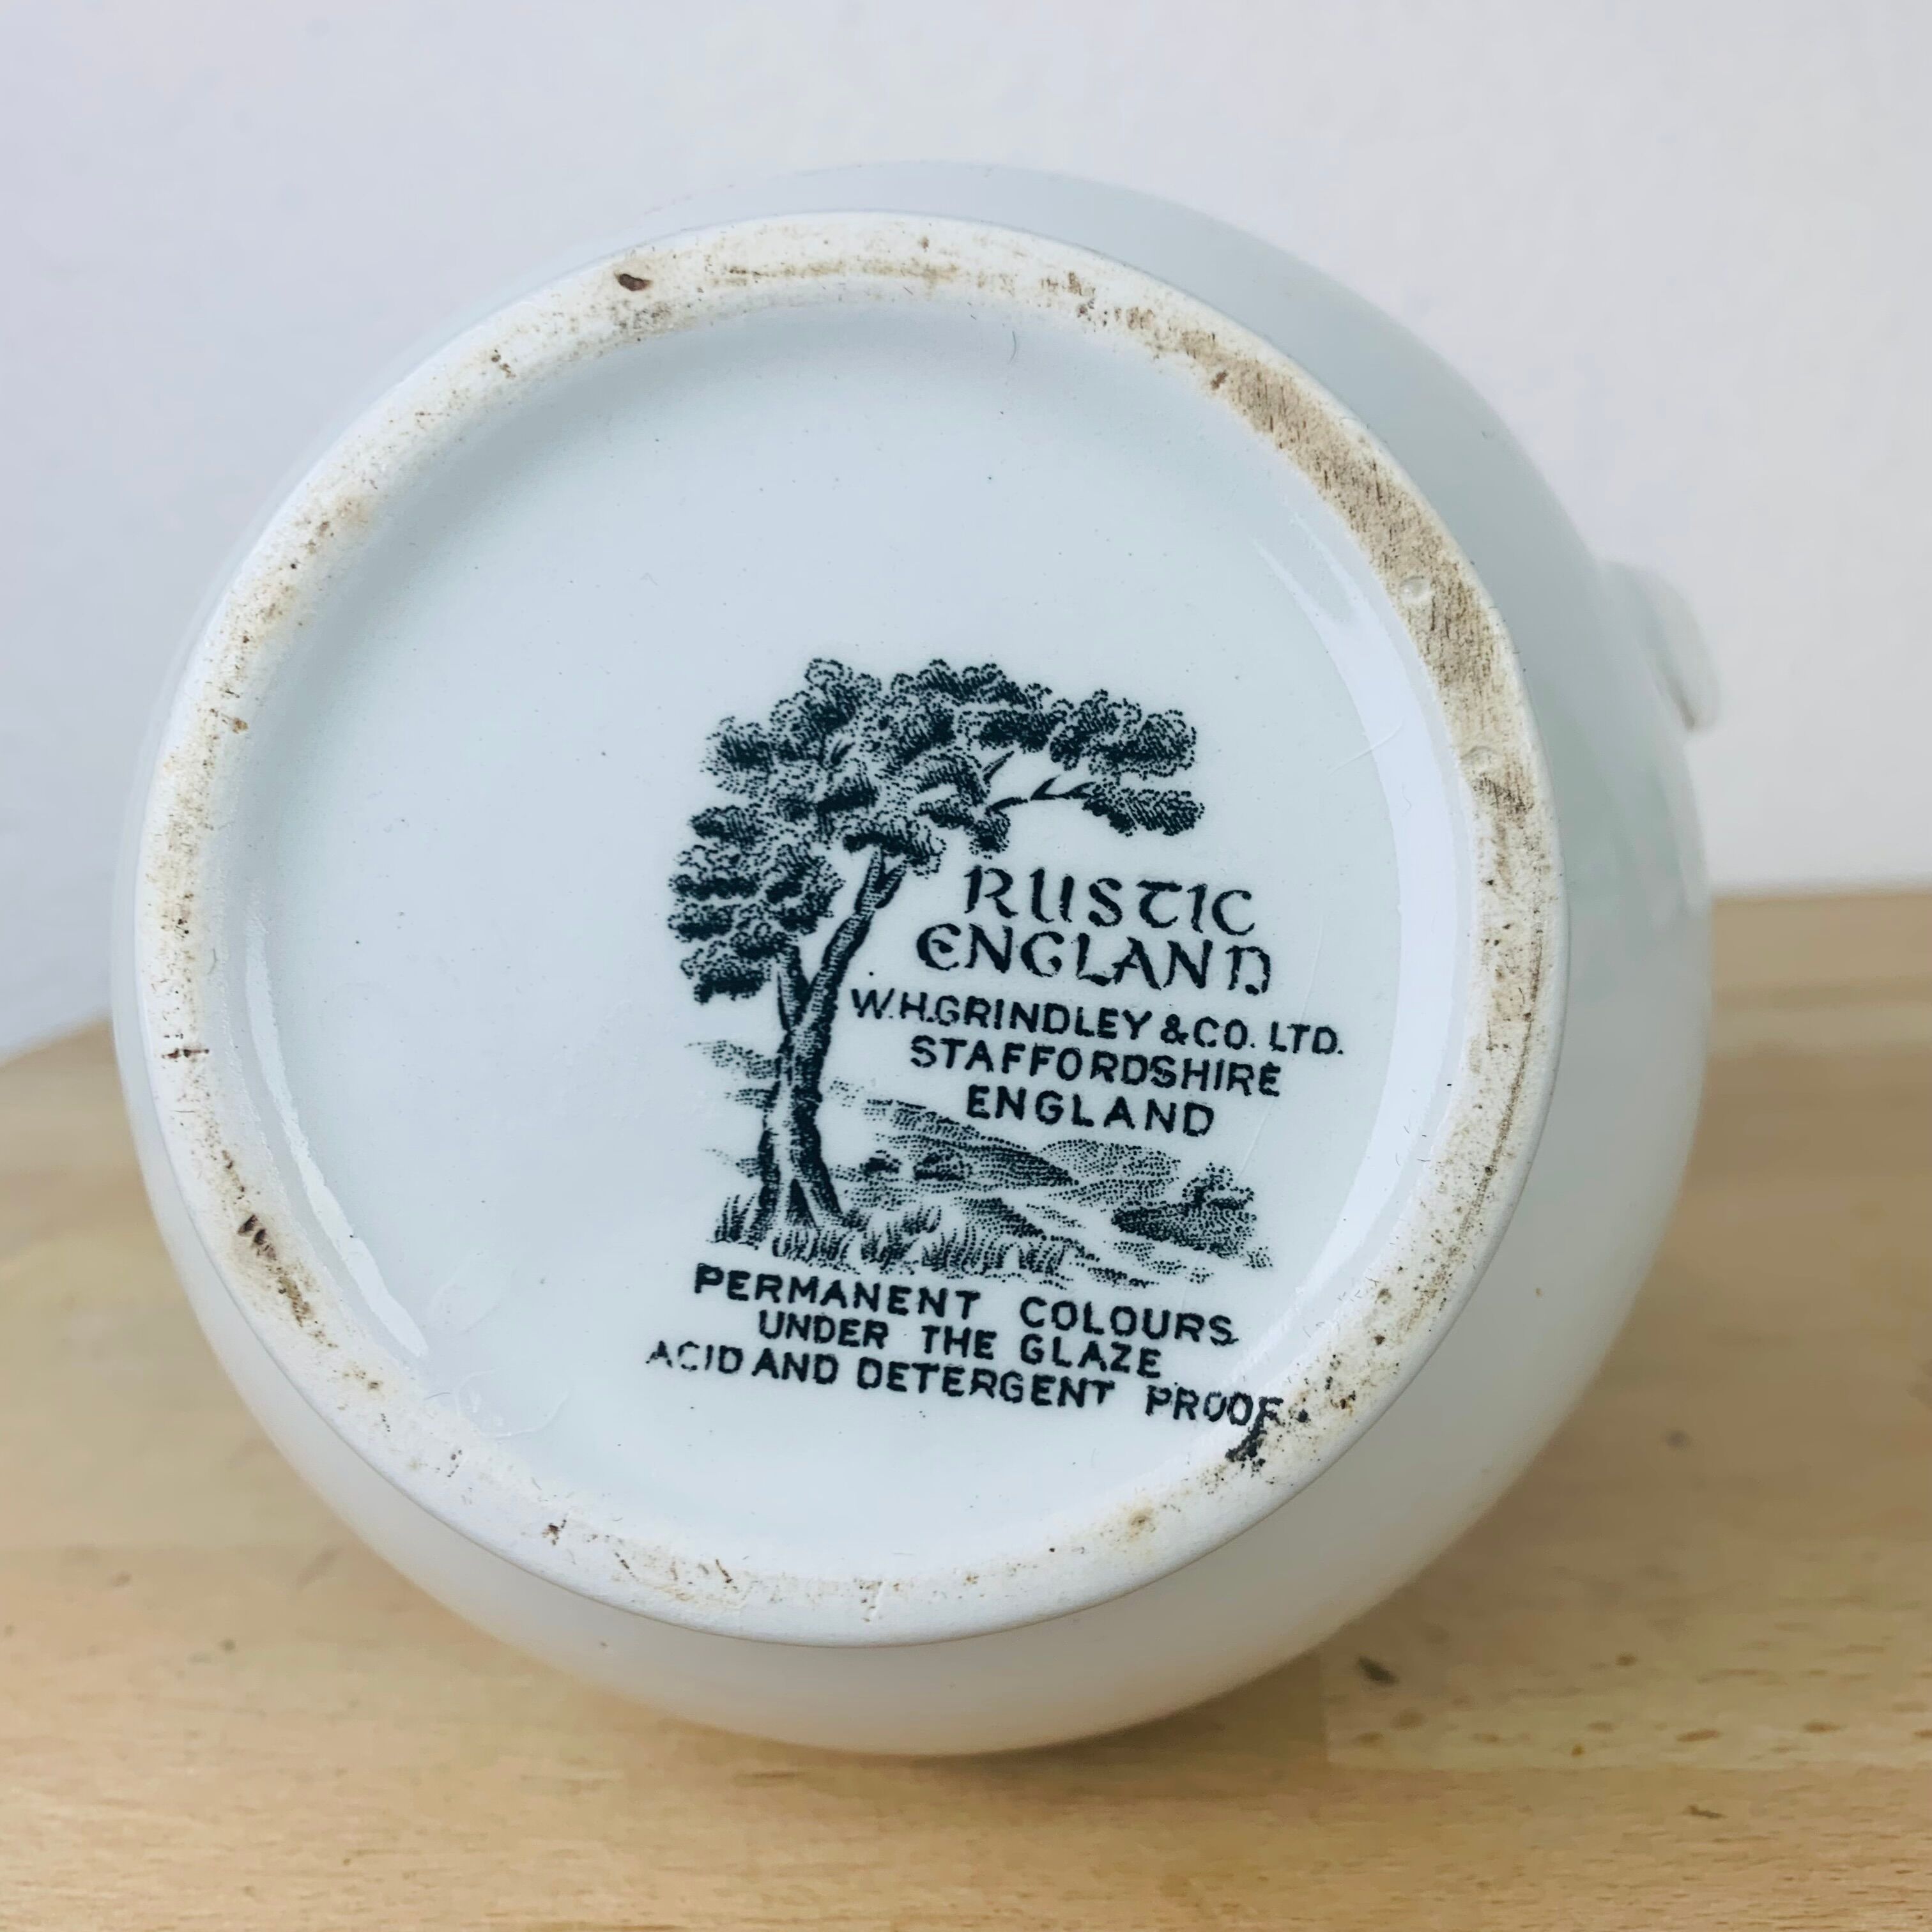 RUSTIC
ENGLAND
W.H.GRINDLEY & CO. LTD.
STAFFORDSHIRE
ENGLAND
PERMANENT COLOURS
UNDER THE GLAZE
ACID AND DETERGENT PROOF